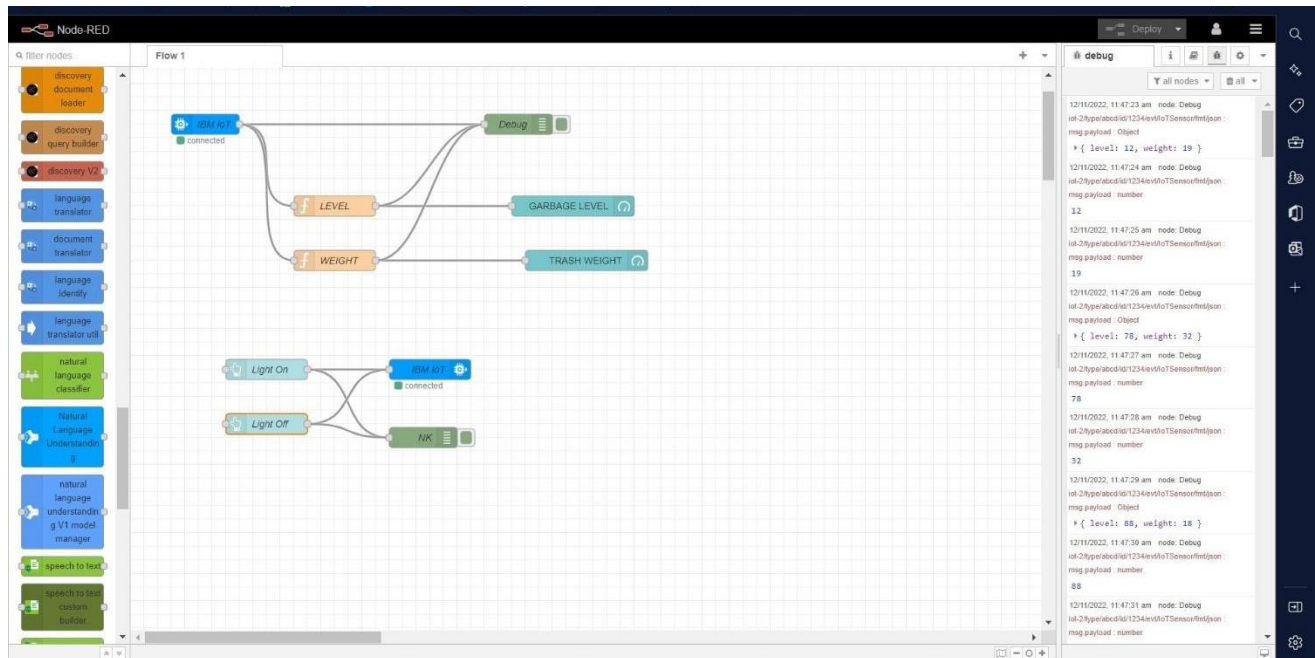 Node-RED
Deploy
filter nodes
Flow 1
debug
all nodes
all
discovery
document
loader
discovery
query builder
discovery V2
language
translator
document
translator
language
identify
language
translator util
natural
language
classifier
Natural
Language
Understandin
g
natural
language
understandin
g V1 model
manager
speech to text
speech to text
custom
builder
IBM IoT
connected
Debug
LEVEL
GARBAGE LEVEL
WEIGHT
TRASH WEIGHT
Light On
IBM IoT
connected
Light Off
NK
12/11/2022, 11:47:23 am node: Debug
iot-2/type/abcd/id/1234/evt/IoTSensor/fmt/json :
msg.payload : Object
{ level: 12, weight: 19 }
12/11/2022, 11:47:24 am node: Debug
iot-2/type/abcd/id/1234/evt/IoTSensor/fmt/json :
msg.payload : number
12
12/11/2022, 11:47:25 am node: Debug
iot-2/type/abcd/id/1234/evt/IoTSensor/fmt/json :
msg.payload : number
19
12/11/2022, 11:47:26 am node: Debug
iot-2/type/abcd/id/1234/evt/IoTSensor/fmt/json :
msg.payload : Object
{ level: 78, weight: 32 }
12/11/2022, 11:47:27 am node: Debug
iot-2/type/abcd/id/1234/evt/IoTSensor/fmt/json :
msg.payload : number
78
12/11/2022, 11:47:28 am node: Debug
iot-2/type/abcd/id/1234/evt/IoTSensor/fmt/json :
msg.payload : number
32
12/11/2022, 11:47:29 am node: Debug
iot-2/type/abcd/id/1234/evt/IoTSensor/fmt/json :
msg.payload : Object
{ level: 88, weight: 18 }
12/11/2022, 11:47:30 am node: Debug
iot-2/type/abcd/id/1234/evt/IoTSensor/fmt/json :
msg.payload : number
88
12/11/2022, 11:47:31 am node: Debug
iot-2/type/abcd/id/1234/evt/IoTSensor/fmt/json :
msg.payload : number